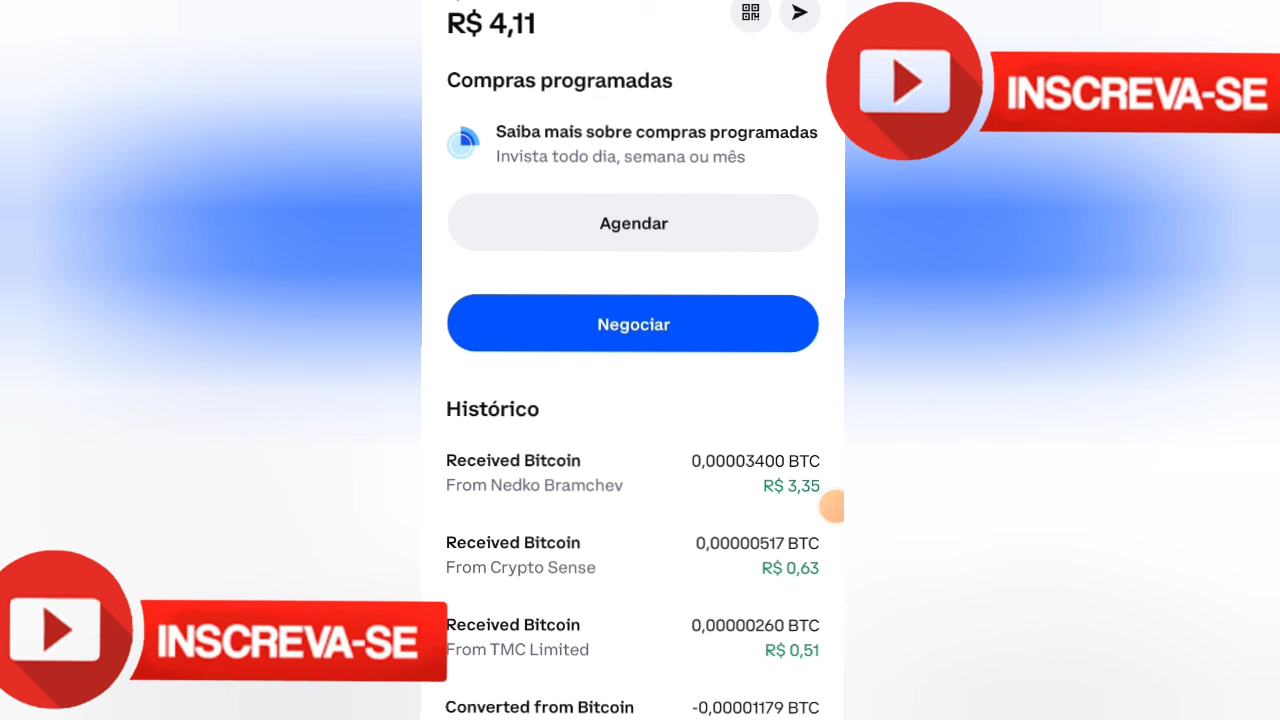 R$ 4,11
INSCREVA-SE
Compras programadas
Saiba mais sobre compras programadas
Invista todo dia, semana ou mês
Agendar
Negociar
Histórico
Received Bitcoin 0,00003400 BTC
From Nedko Bramchev R$ 3,35
Received Bitcoin 0,00000517 BTC
From Crypto Sense R$ 0,63
Received Bitcoin 0,00000260 BTC
From TMC Limited R$ 0,51
INSCREVA-SE
Converted from Bitcoin -0,00001179 BTC